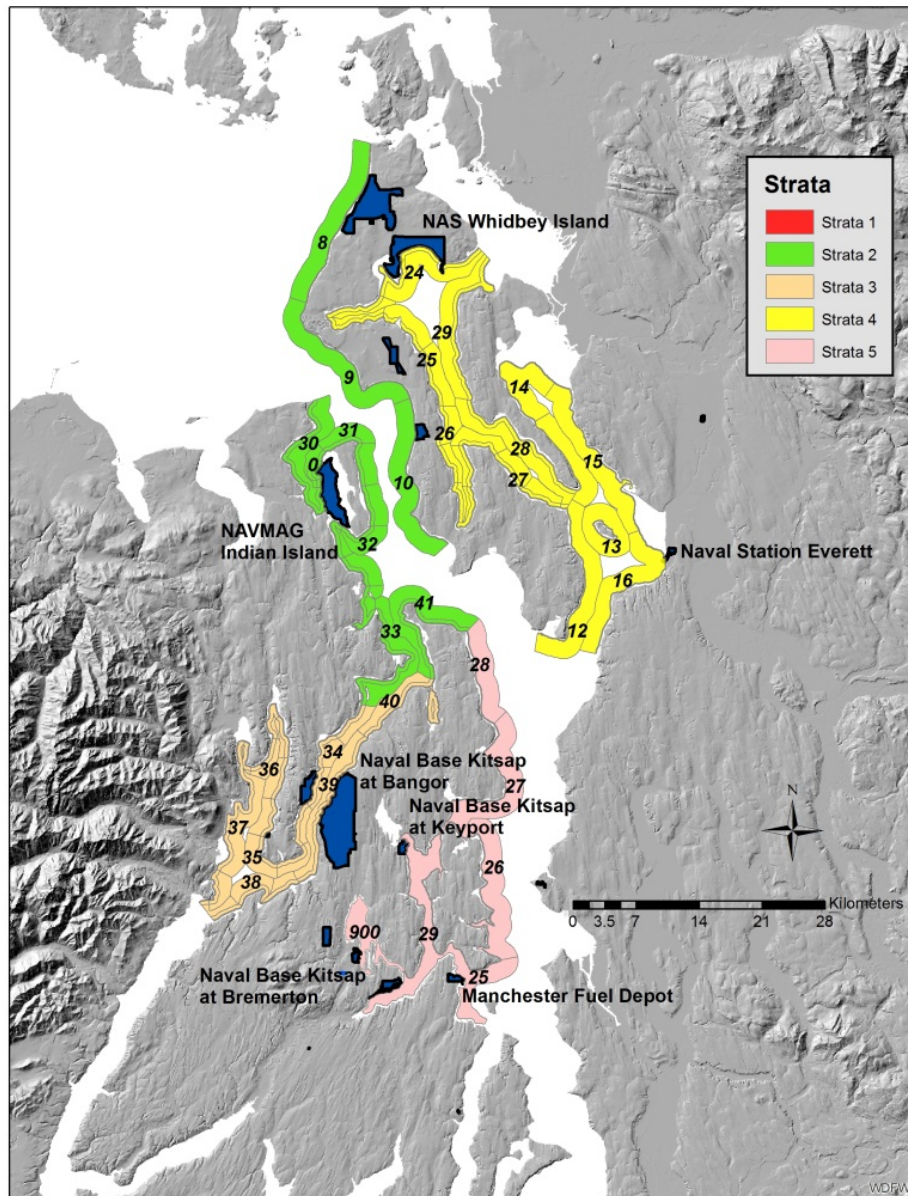 Strata
Strata 1
Strata 2
Strata 3
Strata 4
Strata 5
NAS Whidbey Island
8
24
29
25
9
14
31
30
26
28
15
0
27
10
NAVMAG
Indian Island
32
13
Naval Station Everett
16
41
12
33
28
40
N
34
Naval Base Kitsap
at Bangor
36
39
27
Naval Base Kitsap
at Keyport
37
35
26
38
Kilometers
0 3.5 7 14 21 28
900
29
Naval Base Kitsap
at Bremerton
25
Manchester Fuel Depot
WDFW